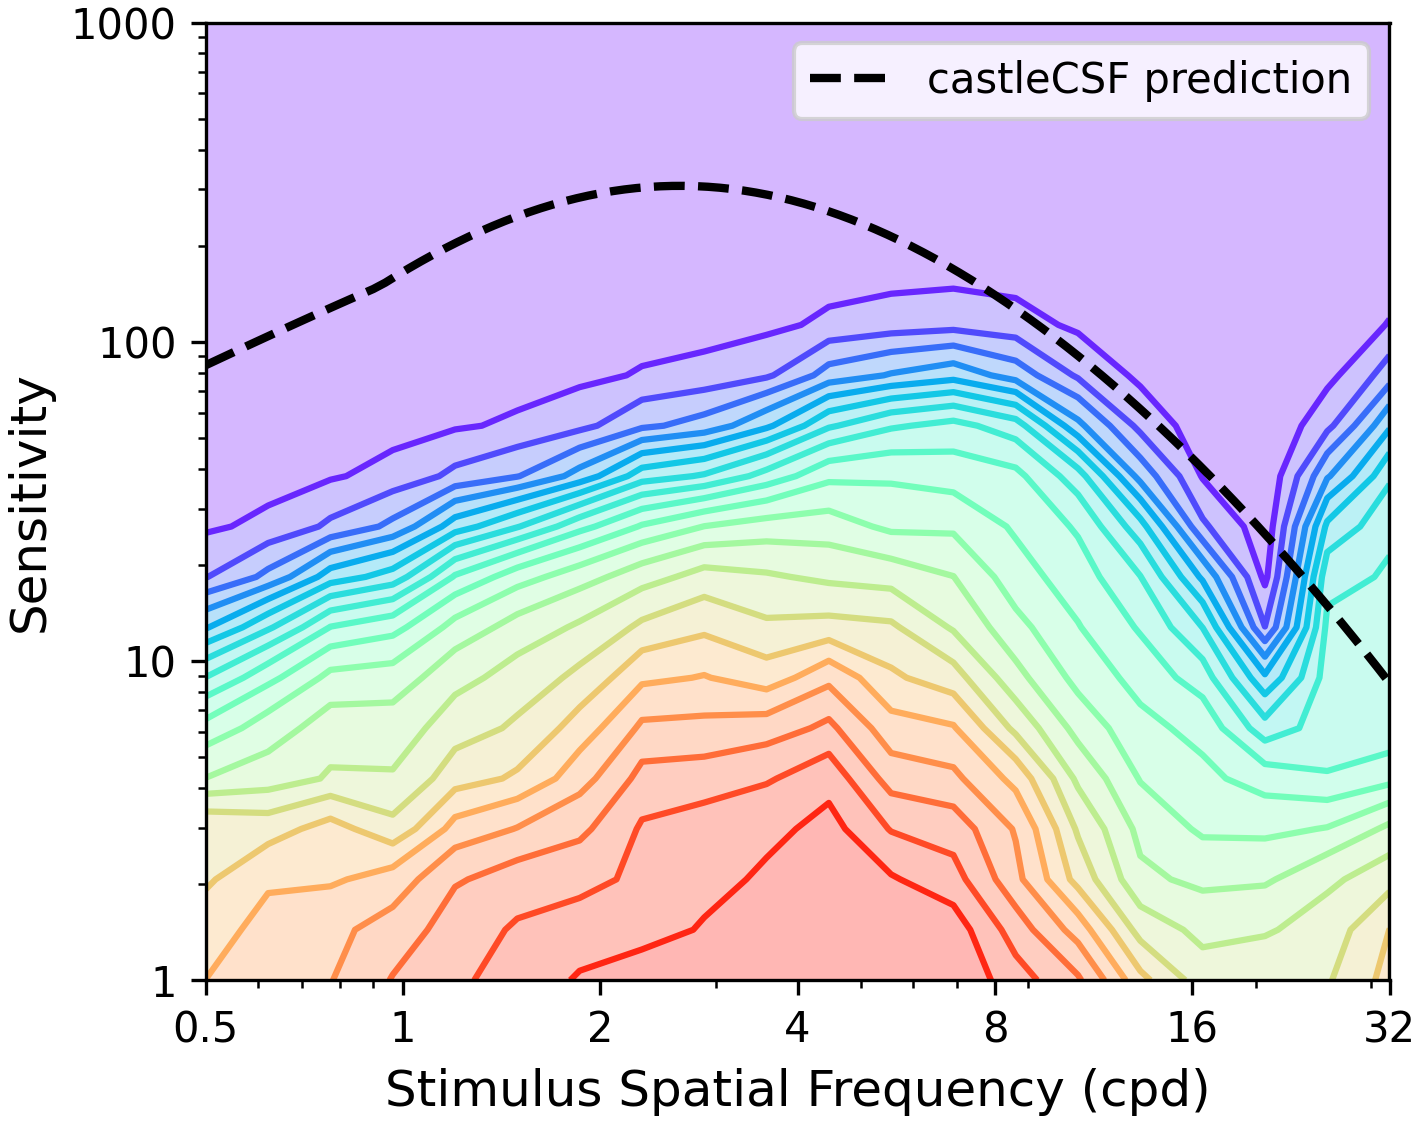 1000
100
10
1
Sensitivity
castleCSF prediction
0.5 1 2 4 8 16 32
Stimulus Spatial Frequency (cpd)